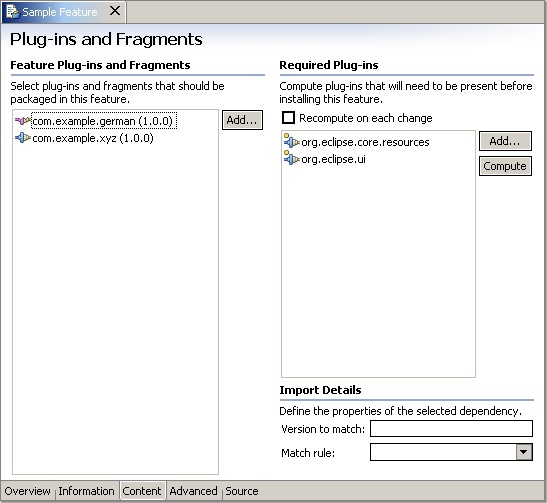 Sample Feature
Plug-ins and Fragments
Feature Plug-ins and Fragments
Select plug-ins and fragments that should be
packaged in this feature.
com.example.german (1.0.0)
com.example.xyz (1.0.0)
Add...
Required Plug-ins
Compute plug-ins that will need to be present before
installing this feature.
Recompute on each change
org.eclipse.core.resources
org.eclipse.ui
Add...
Compute
Import Details
Define the properties of the selected dependency.
Version to match:
Match rule:
Overview Information Content Advanced Source